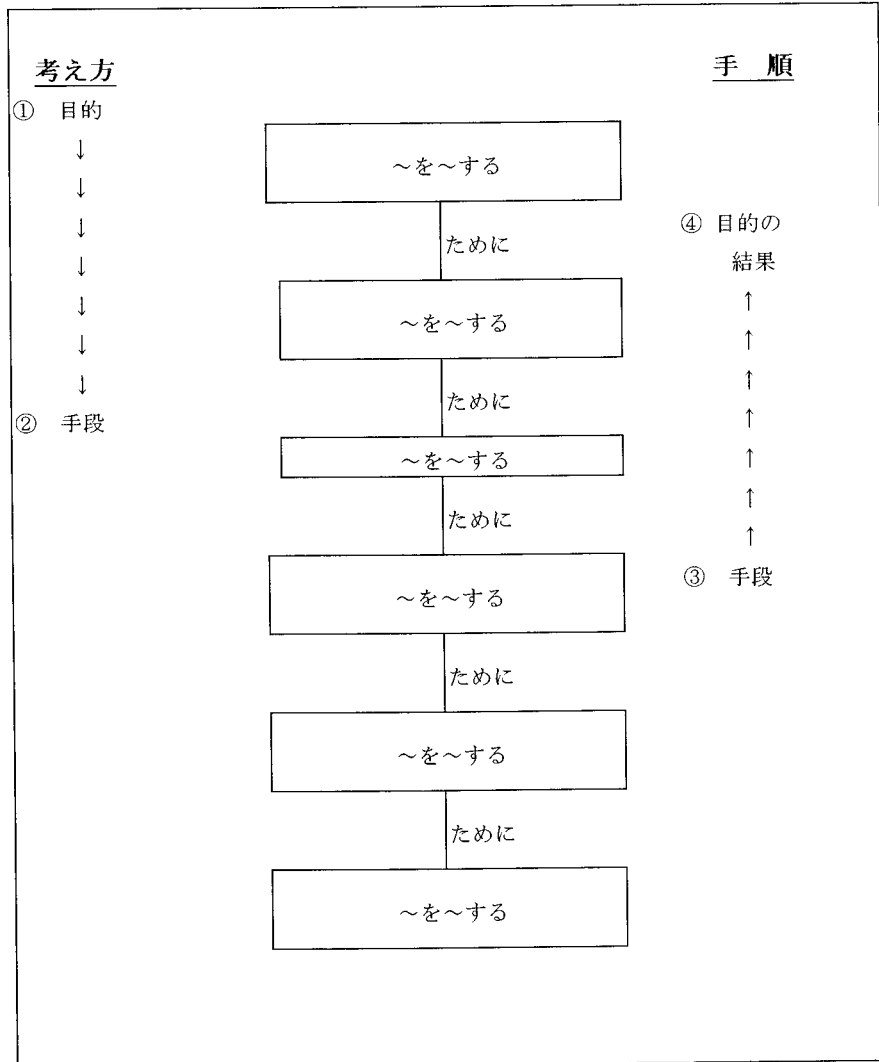 考え方
手 順
① 目的
↓
↓
↓
↓
↓
↓
↓
② 手段
～を～する
ために
～を～する
ために
～を～する
ために
～を～する
ために
～を～する
ために
～を～する
④ 目的の
結果
↑
↑
↑
↑
↑
↑
↑
③ 手段